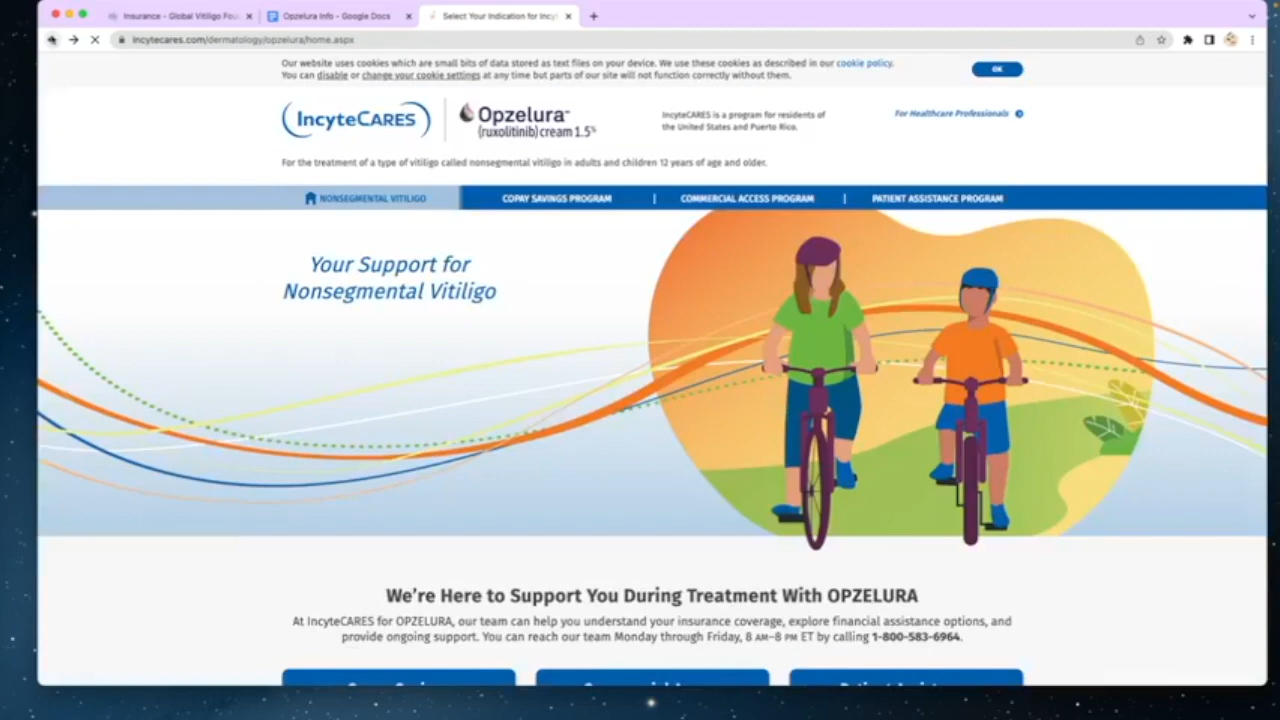 Insurance - Global Vitiligo Fou
Opzelura Info - Google Docs
Select Your Indication for Incy
incytecares.com/dermatology/opzelura/home.aspx
Our website uses cookies which are small bits of data stored as text files on your device. We use these cookies as described in our cookie policy.
You can disable or change your cookie settings at any time but parts of our site will not function correctly without them.
OK
IncyteCARES
Opzelura™
(ruxolitinib) cream 1.5%
IncyteCARES is a program for residents of
the United States and Puerto Rico.
For Healthcare Professionals
For the treatment of a type of vitiligo called nonsegmental vitiligo in adults and children 12 years of age and older.
NONSEGMENTAL VITILIGO
COPAY SAVINGS PROGRAM | COMMERCIAL ACCESS PROGRAM | PATIENT ASSISTANCE PROGRAM
Your Support for
Nonsegmental Vitiligo
We're Here to Support You During Treatment With OPZELURA
At IncyteCARES for OPZELURA, our team can help you understand your insurance coverage, explore financial assistance options, and
provide ongoing support. You can reach our team Monday through Friday, 8 AM–8 PM ET by calling 1-800-583-6964.